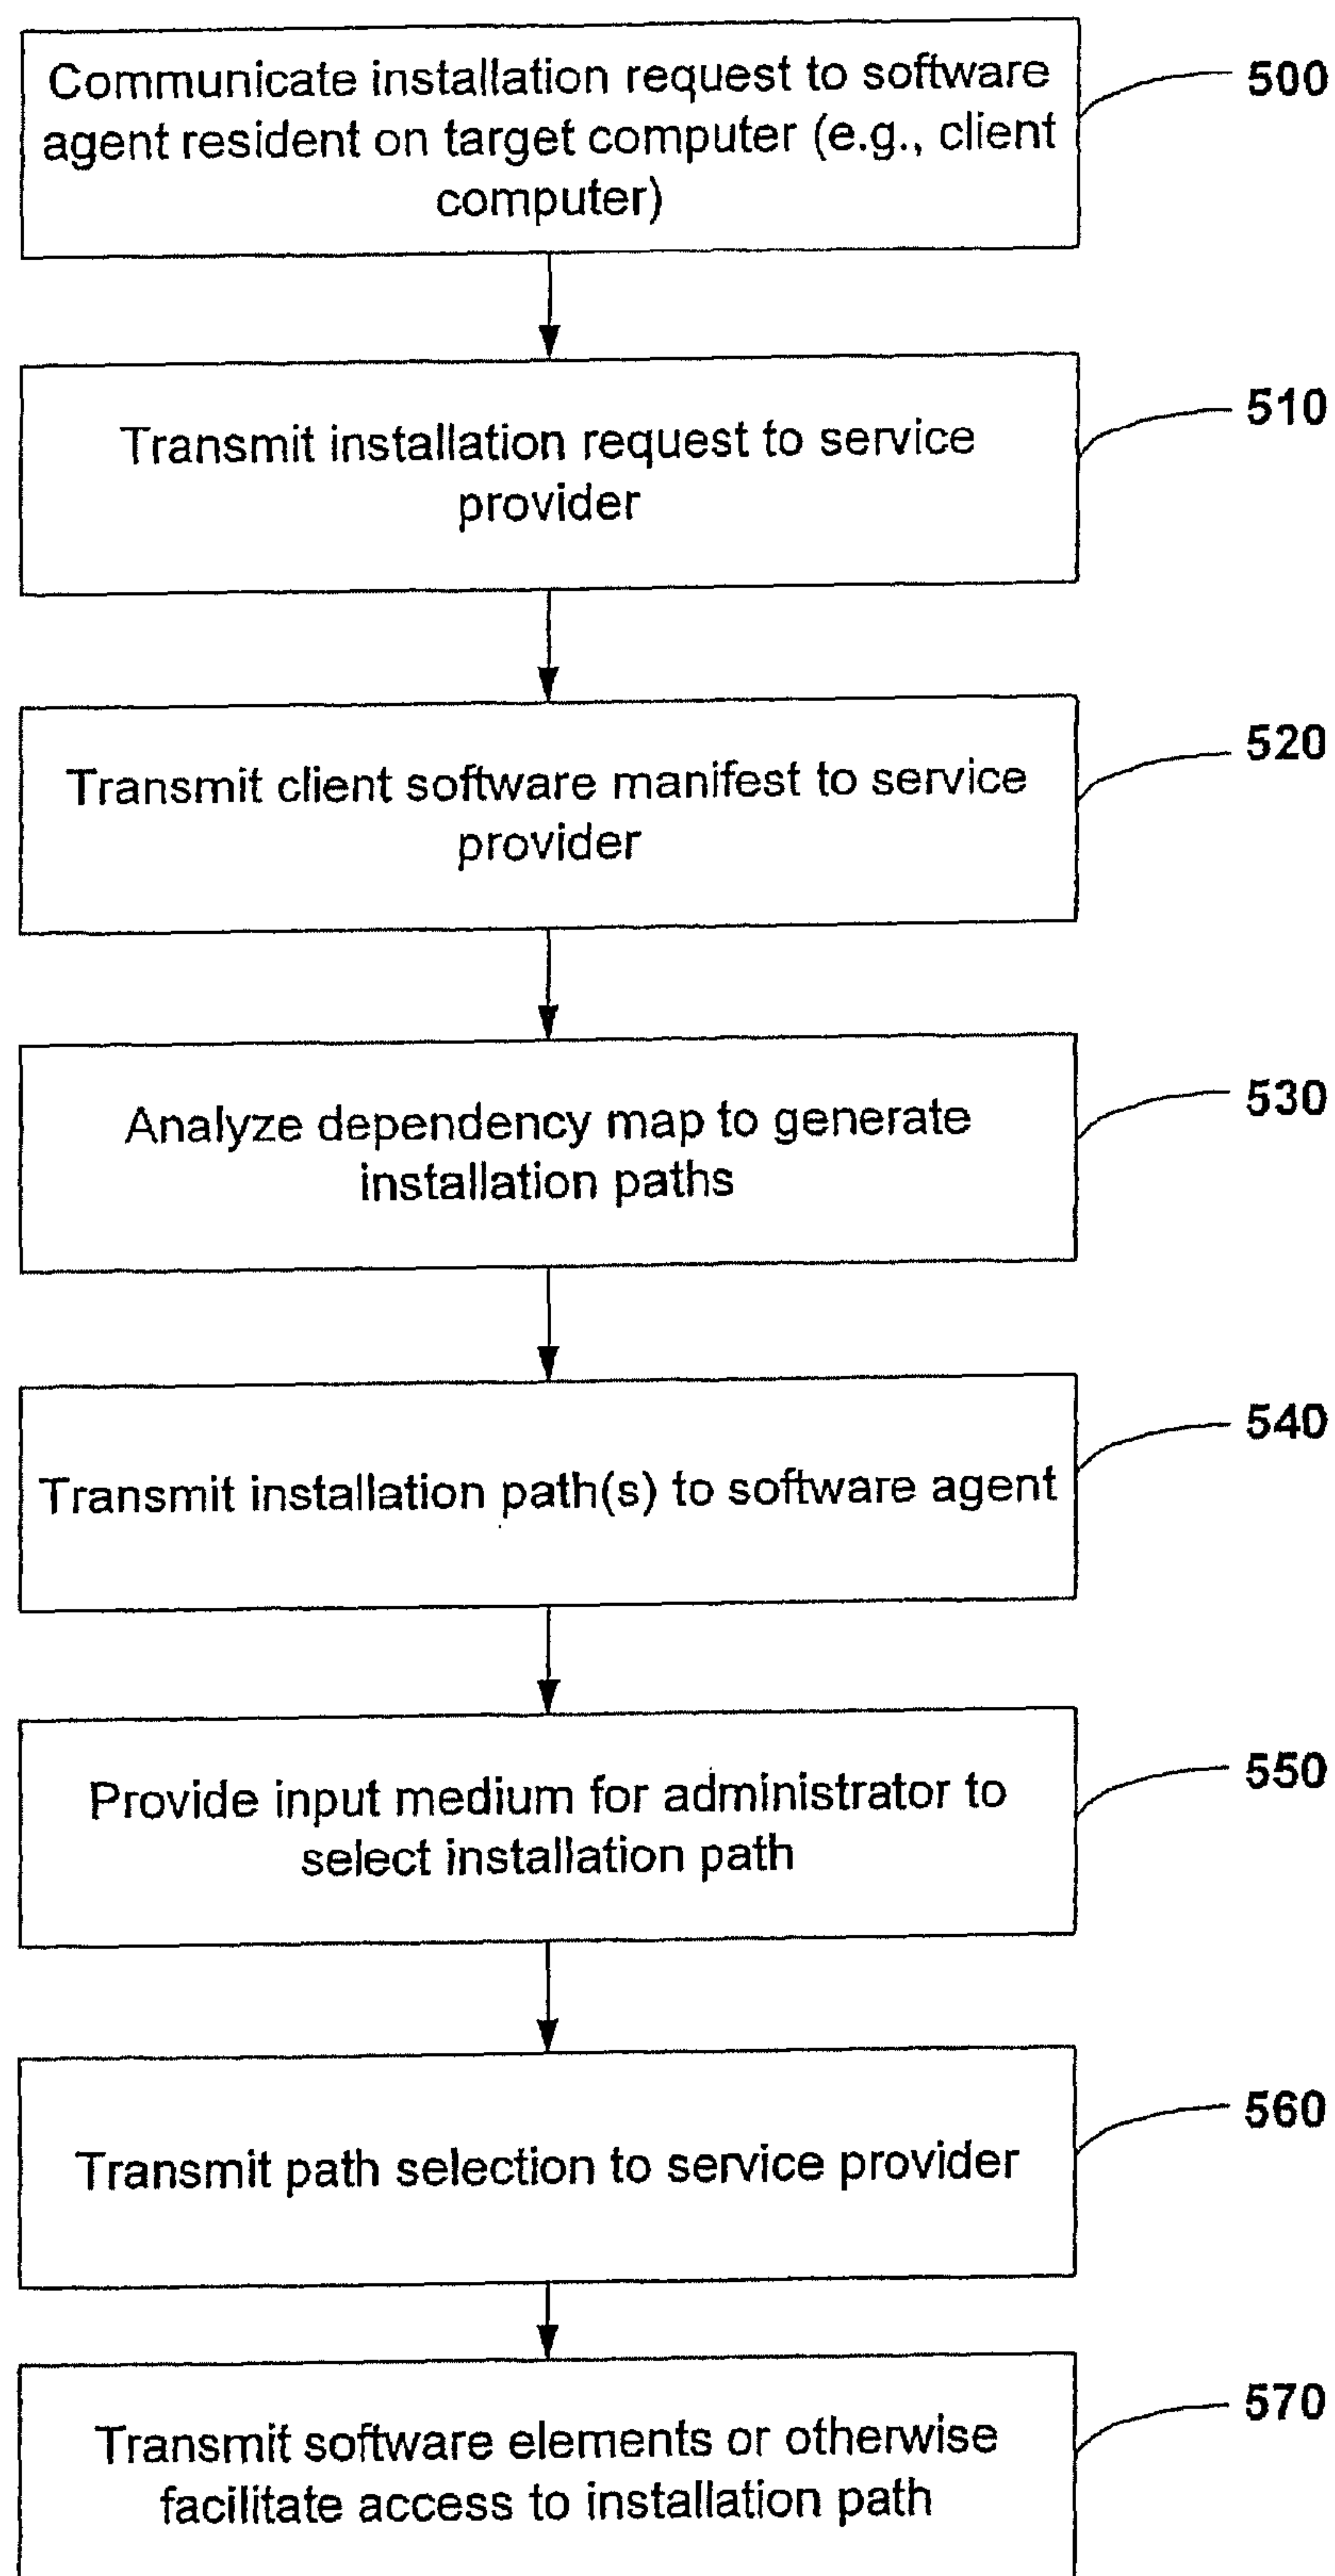 Communicate installation request to software
agent resident on target computer (e.g., client
computer)
500
Transmit installation request to service
provider
510
Transmit client software manifest to service
provider
520
Analyze dependency map to generate
installation paths
530
Transmit installation path(s) to software agent
540
Provide input medium for administrator to
select installation path
550
Transmit path selection to service provider
560
Transmit software elements or otherwise
facilitate access to installation path
570